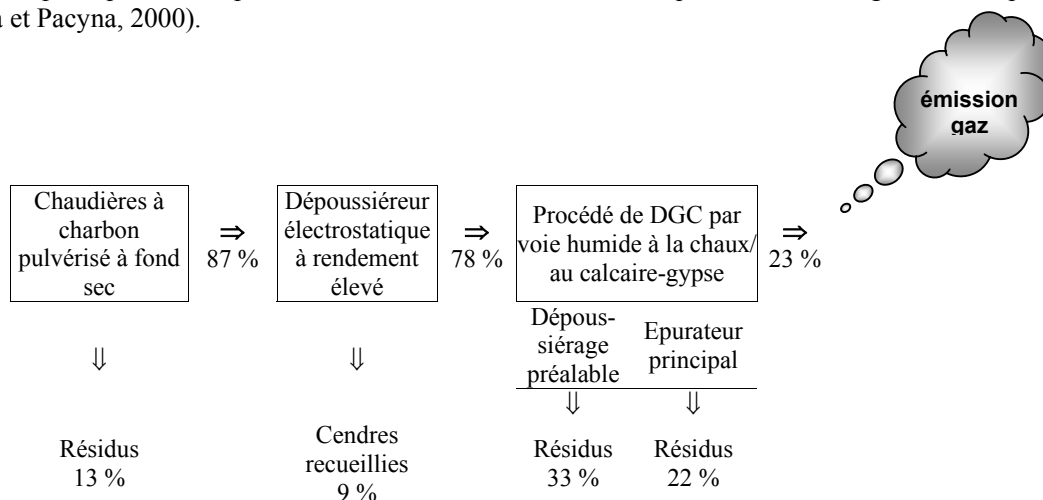 a et Pacyna, 2000).
émission
gaz
Chaudières à
charbon
pulvérisé à fond
sec
⇒
87 %
Dépoussiéreur
électrostatique
à rendement
élevé
⇒
78 %
Procédé de DGC par
voie humide à la chaux/
au calcaire-gypse
⇒
23 %
Dépous-
siérage
préalable
Epurateur
principal
⇓
⇓
⇓
⇓
Résidus
13 %
Cendres
recueillies
9 %
Résidus
33 %
Résidus
22 %